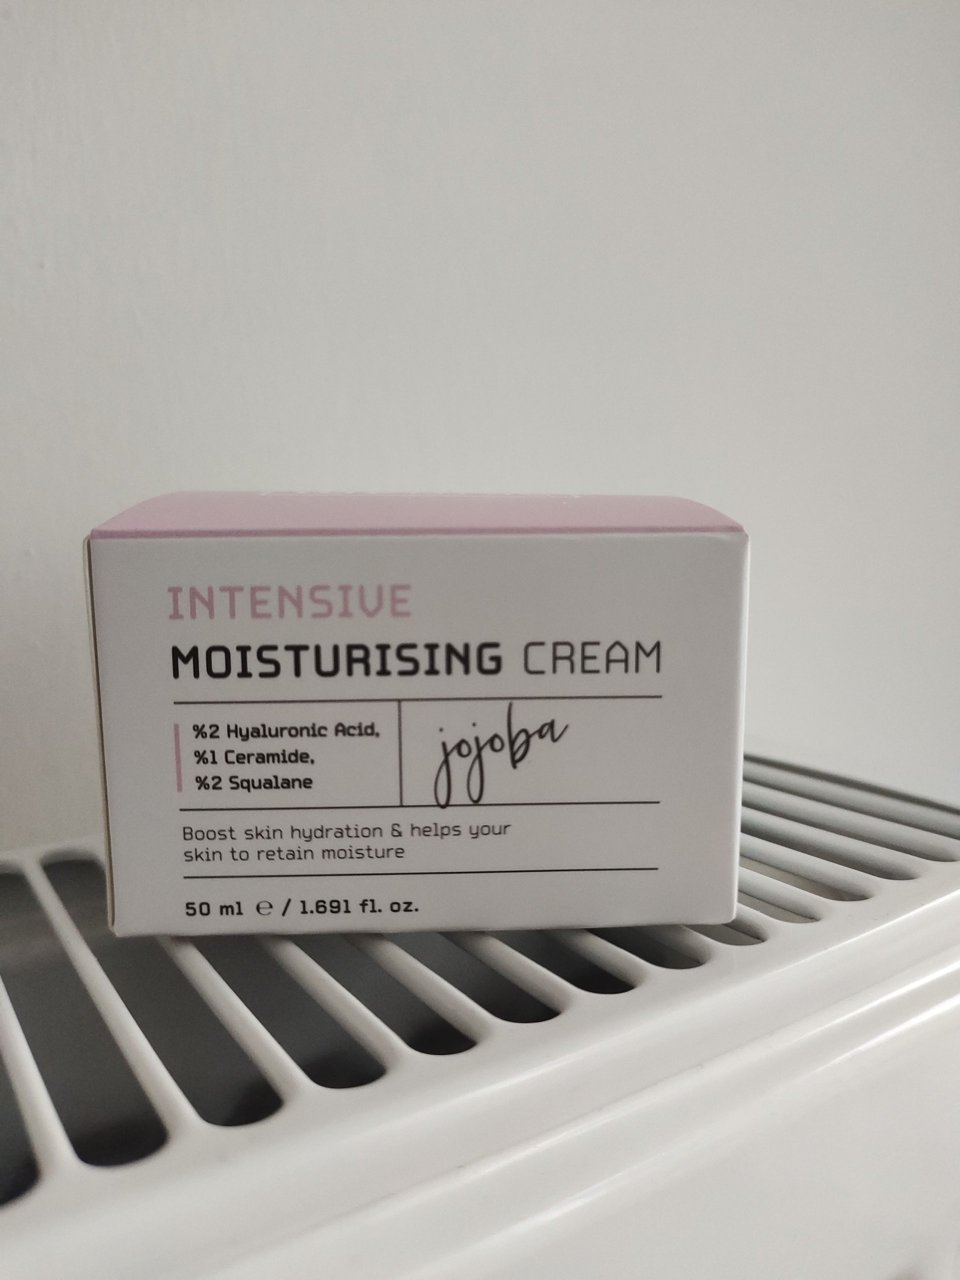 INTENSIVE
MOISTURISING CREAM
%2 Hyaluronic Acid,
%1 Ceramide,
%2 Squalane
jojoba
Boost skin hydration & helps your
skin to retain moisture
50 ml ℮ / 1.691 fl. oz.